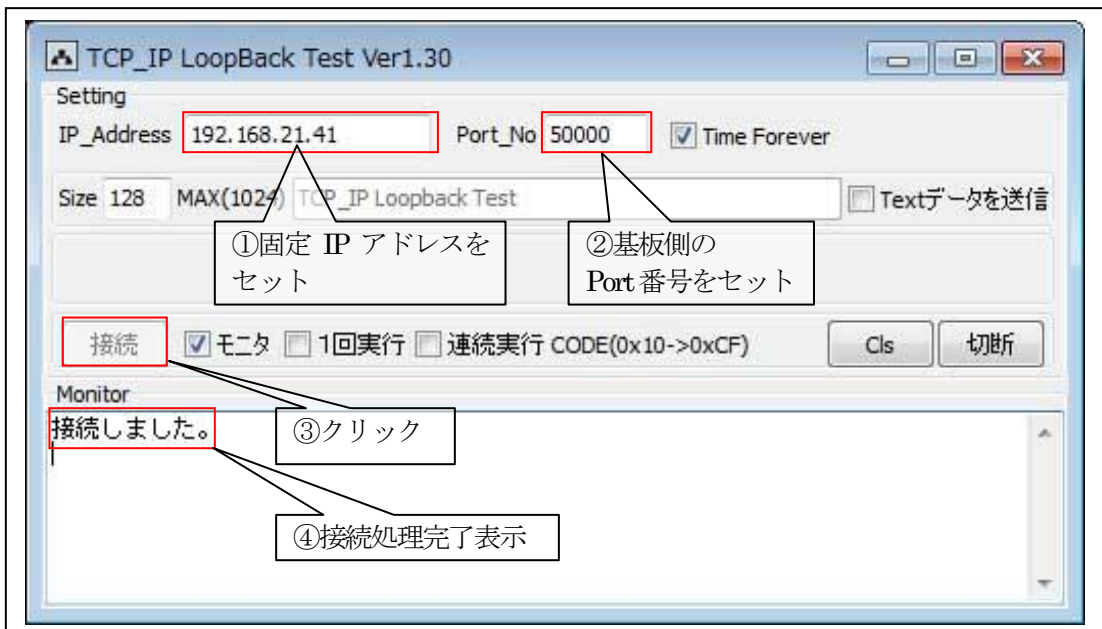 TCP_IP LoopBack Test Ver1.30
Setting
IP_Address 192.168.21.41 Port_No 50000 Time Forever
Size 128 MAX(1024) TCP_IP Loopback Test Textデータを送信
①固定 IP アドレスを
セット
②基板側の
Port 番号をセット
接続 モニタ 1回実行 連続実行 CODE(0x10->0xCF) Cls 切断
Monitor
接続しました。
③クリック
④接続処理完了表示